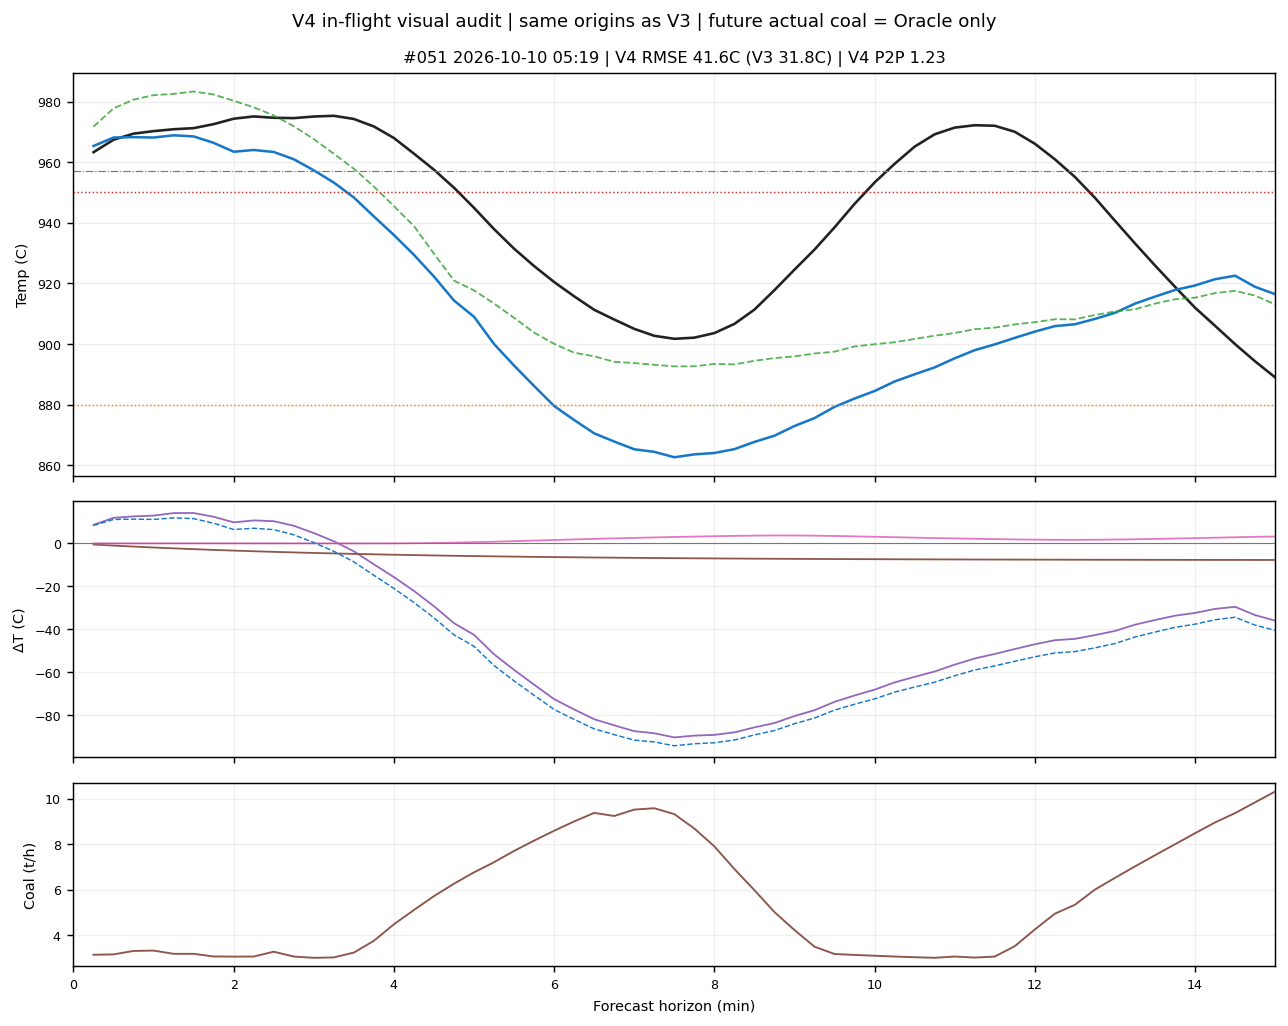 V4 in-flight visual audit | same origins as V3 | future actual coal = Oracle only
#051 2026-10-10 05:19 | V4 RMSE 41.6C (V3 31.8C) | V4 P2P 1.23
980
960
940
920
900
880
860
Temp (C)
0
−20
−40
−60
−80
ΔT (C)
10
8
6
4
Coal (t/h)
0 2 4 6 8 10 12 14
Forecast horizon (min)